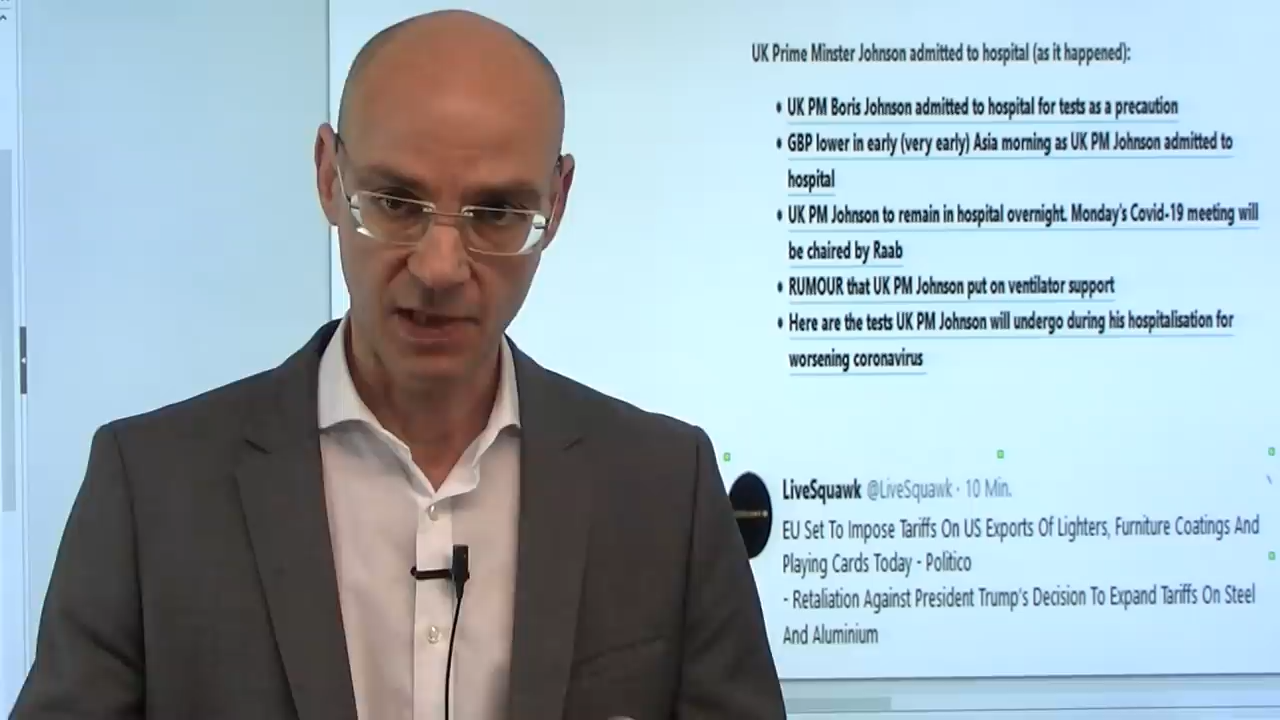 UK Prime Minster Johnson admitted to hospital (as it happened):
• UK PM Boris Johnson admitted to hospital for tests as a precaution
• GBP lower in early (very early) Asia morning as UK PM Johnson admitted to
hospital
• UK PM Johnson to remain in hospital overnight. Monday's Covid-19 meeting will
be chaired by Raab
• RUMOUR that UK PM Johnson put on ventilator support
• Here are the tests UK PM Johnson will undergo during his hospitalisation for
worsening coronavirus
LiveSquawk @LiveSquawk · 10 Min.
EU Set To Impose Tariffs On US Exports Of Lighters, Furniture Coatings And
Playing Cards Today - Politico
- Retaliation Against President Trump's Decision To Expand Tariffs On Steel
And Aluminium